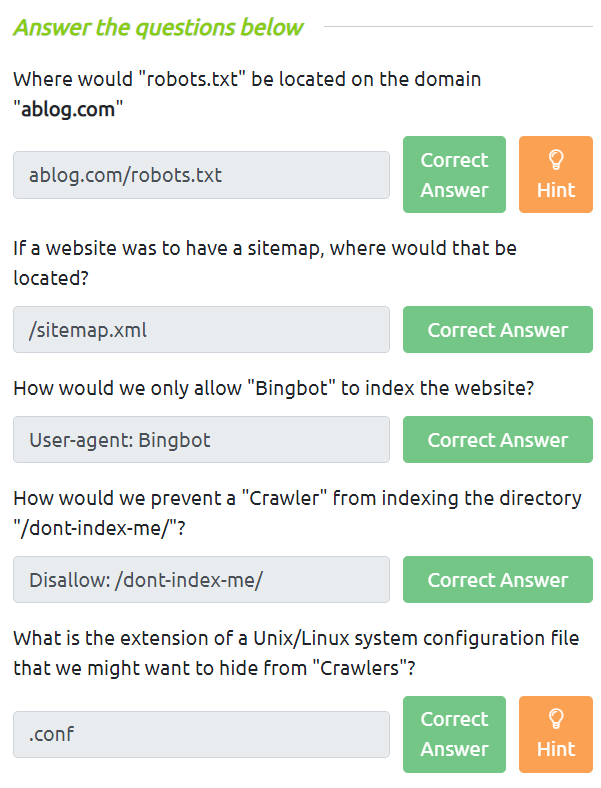 Answer the questions below
Where would "robots.txt" be located on the domain
"ablog.com"
ablog.com/robots.txt
Correct
Answer
Hint
If a website was to have a sitemap, where would that be
located?
/sitemap.xml
Correct Answer
How would we only allow "Bingbot" to index the website?
User-agent: Bingbot
Correct Answer
How would we prevent a "Crawler" from indexing the directory
"/dont-index-me/"?
Disallow: /dont-index-me/
Correct Answer
What is the extension of a Unix/Linux system configuration file
that we might want to hide from "Crawlers"?
.conf
Correct
Answer
Hint